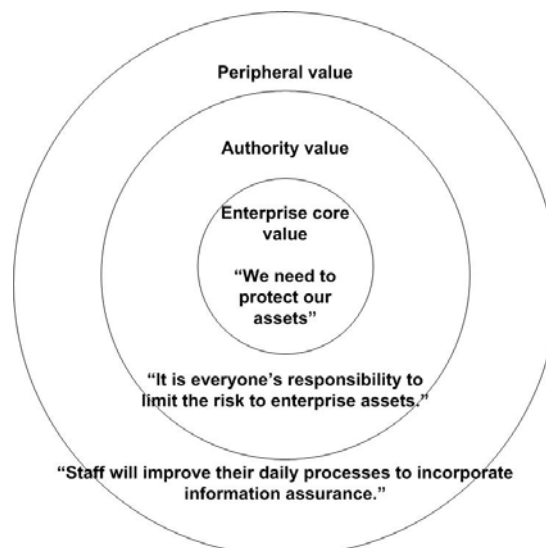 Peripheral value
Authority value
Enterprise core
value
“We need to
protect our
assets”
“It is everyone’s responsibility to
limit the risk to enterprise assets.”
“Staff will improve their daily processes to incorporate
information assurance.”